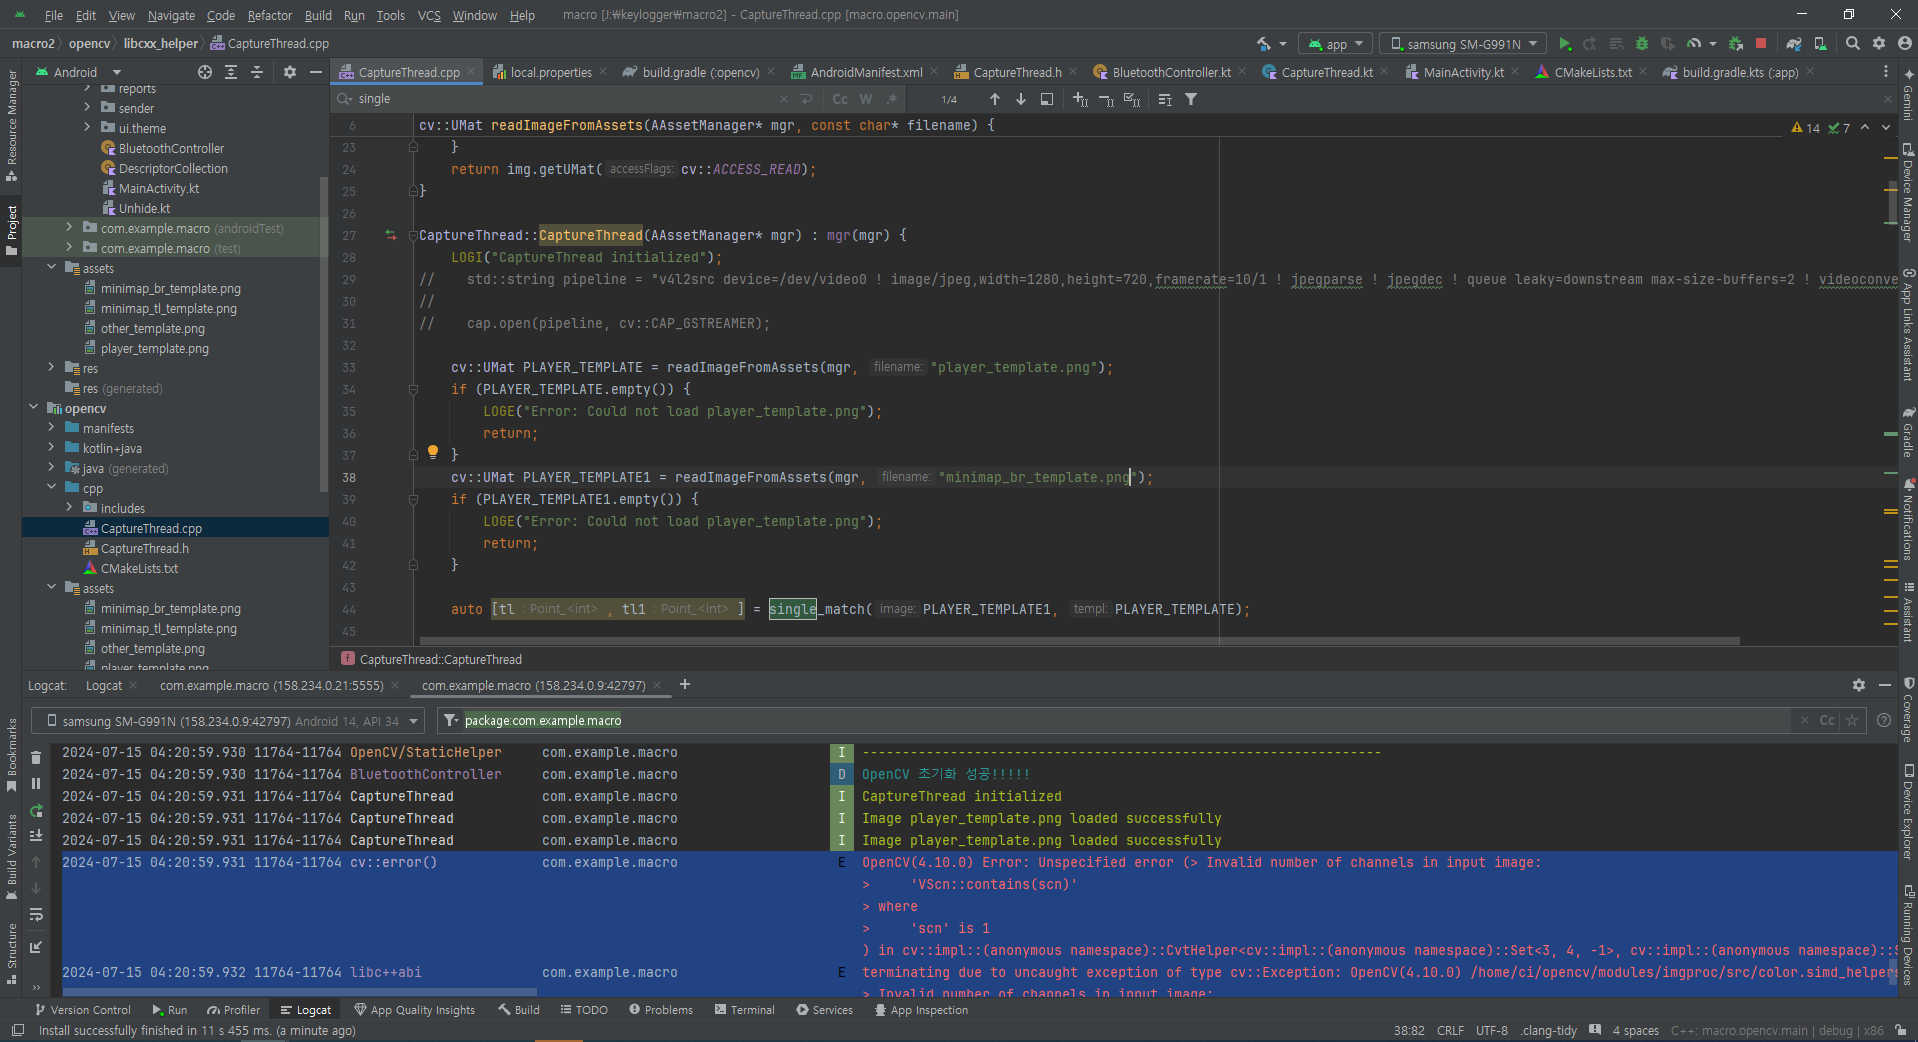 File Edit View Navigate Code Refactor Build Run Tools VCS Window Help macro [J:₩keylogger₩macro2] - CaptureThread.cpp [macro.opencv.main]
macro2 opencv libcxx_helper CaptureThread.cpp app samsung SM-G991N
Android
CaptureThread.cpp local.properties build.gradle (:opencv) AndroidManifest.xml CaptureThread.h BluetoothController.kt CaptureThread.kt MainActivity.kt CMakeLists.txt build.gradle.kts (:app)
single Cc W .* 1/4
Resource Manager
Project
Bookmarks
Build Variants
Structure
reports
sender
ui.theme
BluetoothController
DescriptorCollection
MainActivity.kt
Unhide.kt
com.example.macro (androidTest)
com.example.macro (test)
assets
minimap_br_template.png
minimap_tl_template.png
other_template.png
player_template.png
res
res (generated)
opencv
manifests
kotlin+java
java (generated)
cpp
includes
CaptureThread.cpp
CaptureThread.h
CMakeLists.txt
assets
minimap_br_template.png
minimap_tl_template.png
other_template.png
player_template.png
6 cv::UMat readImageFromAssets(AAssetManager* mgr, const char* filename) {
14 7
23 }
24 return img.getUMat( accessFlags: cv::ACCESS_READ);
25 }
26
27 CaptureThread::CaptureThread(AAssetManager* mgr) : mgr(mgr) {
28 LOGI("CaptureThread initialized");
29 // std::string pipeline = "v4l2src device=/dev/video0 ! image/jpeg,width=1280,height=720,framerate=10/1 ! jpegparse ! jpegdec ! queue leaky=downstream max-size-buffers=2 ! videoconve
30 //
31 // cap.open(pipeline, cv::CAP_GSTREAMER);
32
33 cv::UMat PLAYER_TEMPLATE = readImageFromAssets(mgr, filename: "player_template.png");
34 if (PLAYER_TEMPLATE.empty()) {
35 LOGE("Error: Could not load player_template.png");
36 return;
37 }
38 cv::UMat PLAYER_TEMPLATE1 = readImageFromAssets(mgr, filename: "minimap_br_template.png");
39 if (PLAYER_TEMPLATE1.empty()) {
40 LOGE("Error: Could not load player_template.png");
41 return;
42 }
43
44 auto [tl : Point_<int> , tl1 : Point_<int> ] = single_match( image: PLAYER_TEMPLATE1, templ: PLAYER_TEMPLATE);
45
f CaptureThread::CaptureThread
Gemini
Device Manager
App Links Assistant
Gradle
Notifications
Assistant
Coverage
Device Explorer
Running Devices
Logcat: Logcat com.example.macro (158.234.0.21:5555) com.example.macro (158.234.0.9:42797)
samsung SM-G991N (158.234.0.9:42797) Android 14, API 34 package:com.example.macro Cc
2024-07-15 04:20:59.930 11764-11764 OpenCV/StaticHelper com.example.macro I -----------------------------------------------------------------
2024-07-15 04:20:59.930 11764-11764 BluetoothController com.example.macro D OpenCV 초기화 성공!!!!!
2024-07-15 04:20:59.931 11764-11764 CaptureThread com.example.macro I CaptureThread initialized
2024-07-15 04:20:59.931 11764-11764 CaptureThread com.example.macro I Image player_template.png loaded successfully
2024-07-15 04:20:59.931 11764-11764 CaptureThread com.example.macro I Image player_template.png loaded successfully
2024-07-15 04:20:59.931 11764-11764 cv::error() com.example.macro E OpenCV(4.10.0) Error: Unspecified error (> Invalid number of channels in input image:
> 'VScn::contains(scn)'
> where
> 'scn' is 1
) in cv::impl::(anonymous namespace)::CvtHelper<cv::impl::(anonymous namespace)::Set<3, 4, -1>, cv::impl::(anonymous namespace)::S
2024-07-15 04:20:59.932 11764-11764 libc++abi com.example.macro E terminating due to uncaught exception of type cv::Exception: OpenCV(4.10.0) /home/ci/opencv/modules/imgproc/src/color.simd_helpers
> Invalid number of channels in input image:
Version Control Run Profiler Logcat App Quality Insights Build TODO Problems Terminal Services App Inspection
Install successfully finished in 11 s 455 ms. (a minute ago) 38:82 CRLF UTF-8 .clang-tidy 4 spaces C++: macro.opencv.main | debug | x86